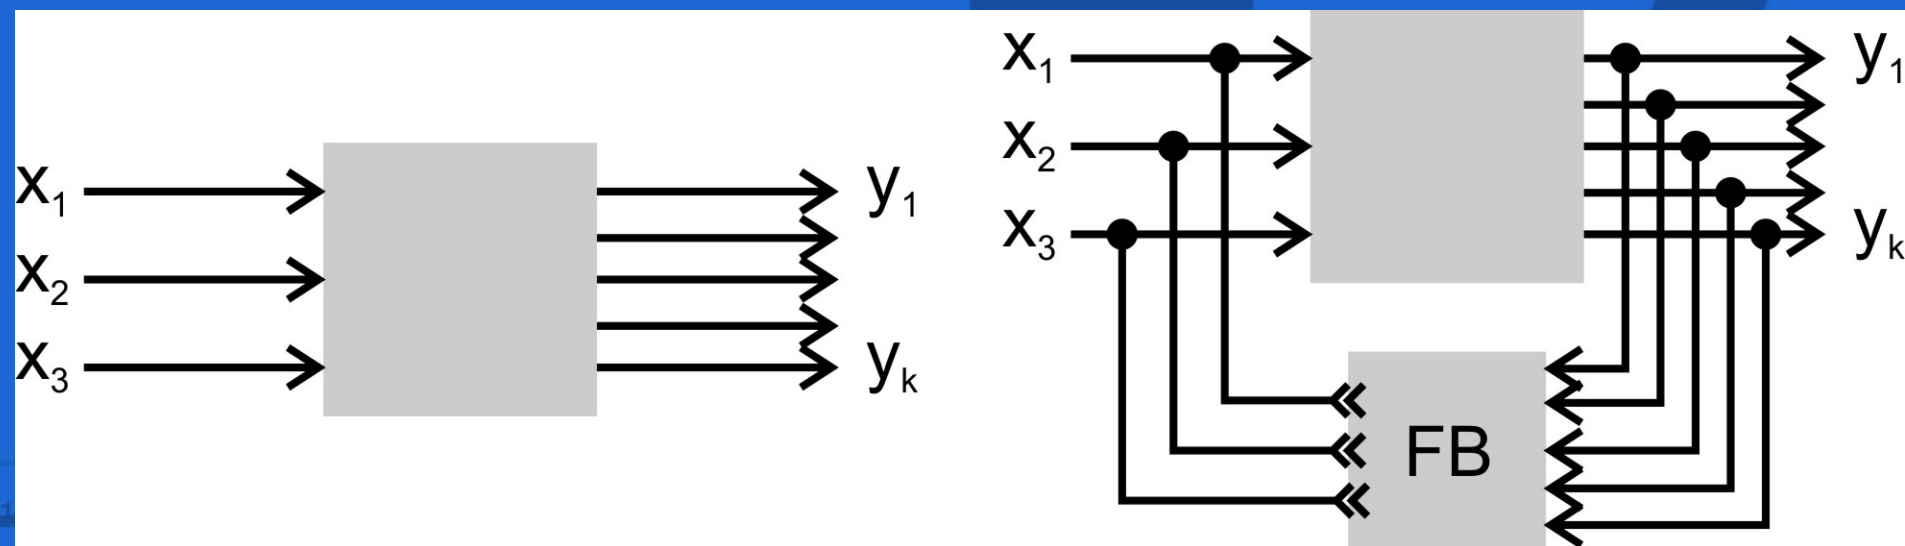 x₁
x₂
x₃
y₁
yₖ
x₁
x₂
x₃
y₁
yₖ
FB